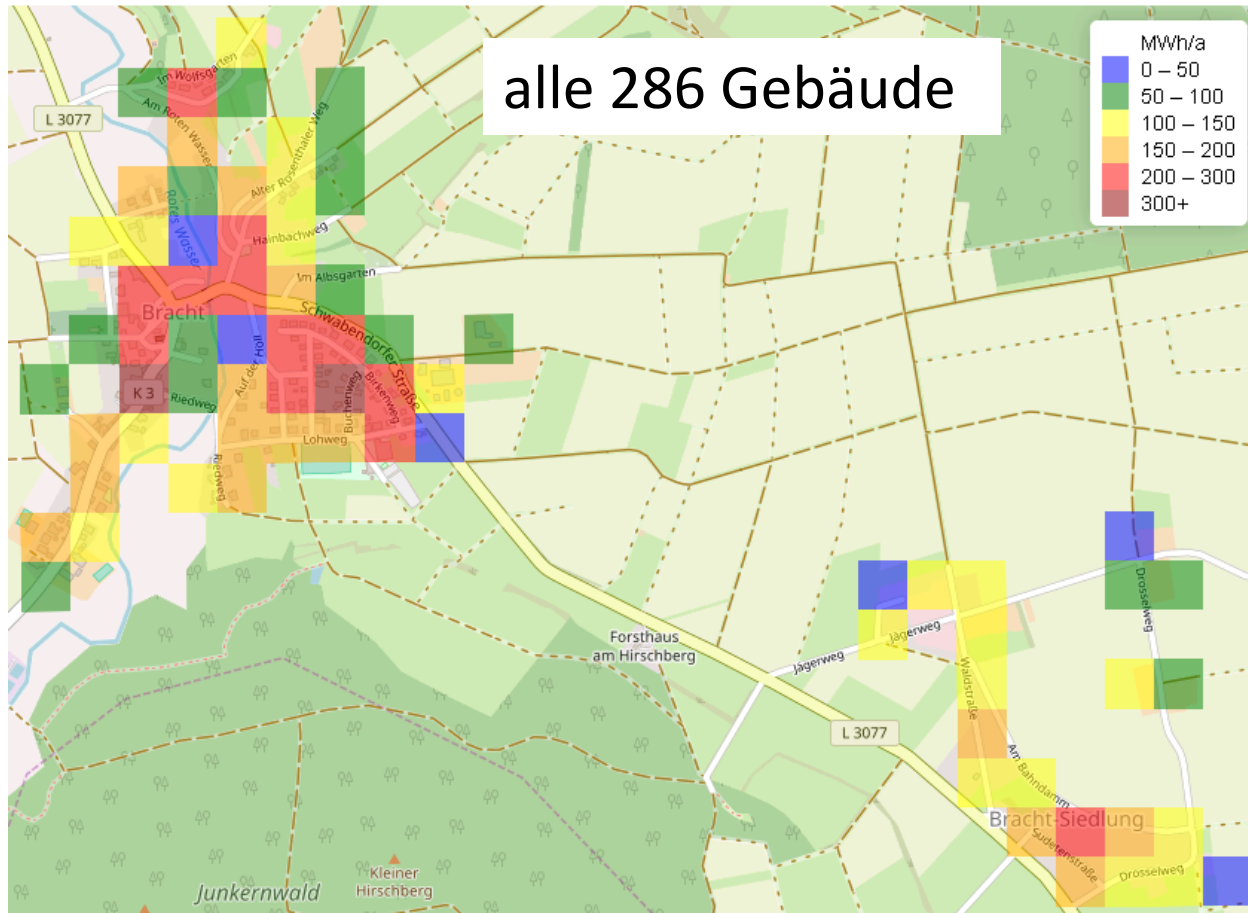 alle 286 Gebäude
MWh/a
0 – 50
50 – 100
100 – 150
150 – 200
200 – 300
300+
Im Wolfsgarten
Am Roten Wasser
L 3077
Alter Rosenthaler Weg
Rotes Wasser
Hainbachweg
Im Albsgarten
Bracht
Schwabendorfer Straße
Auf der Höll
K 3
Riedweg
Buchenweg
Birkenweg
Lohweg
Riedweg
Drosselweg
Forsthaus
am Hirschberg
Jägerweg
Jägerweg
Waldstraße
L 3077
Am Bahndamm
Bracht-Siedlung
Sudetenstraße
Drosselweg
Kleiner
Hirschberg
Junkernwald